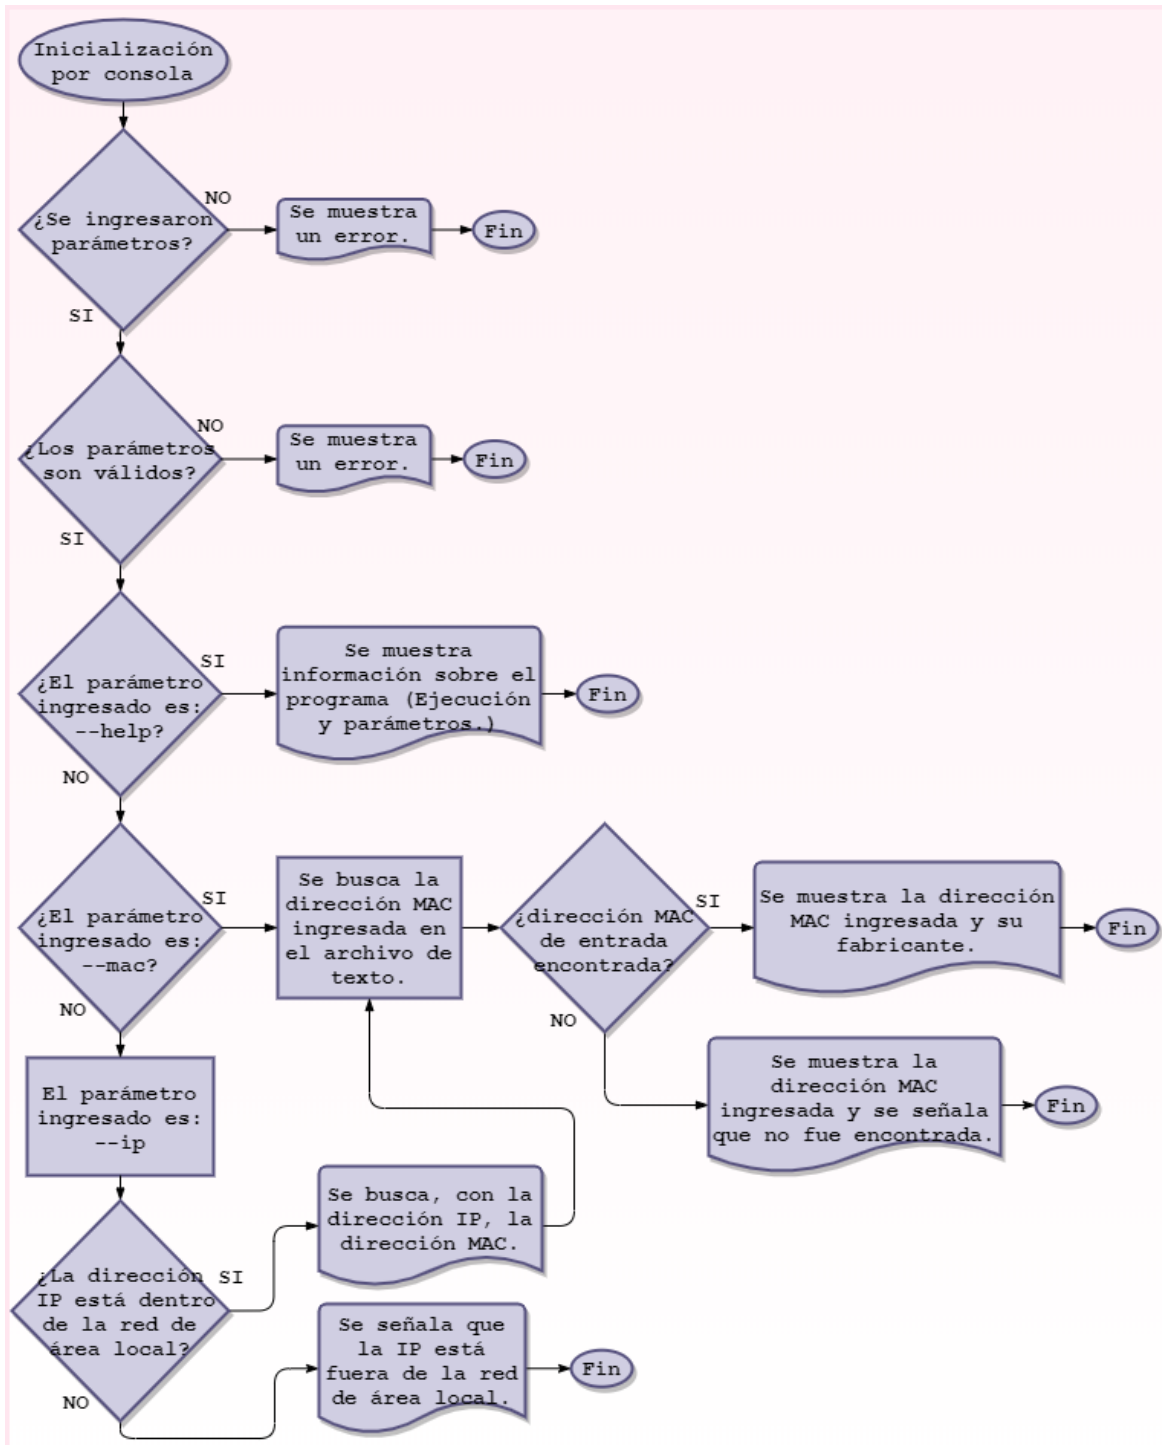 Inicialización
por consola
NO
¿Se ingresaron
parámetros?
Se muestra
un error.
Fin
SI
NO
¿Los parámetros
son válidos?
Se muestra
un error.
Fin
SI
SI
¿El parámetro
ingresado es:
--help?
Se muestra
información sobre el
programa (Ejecución
y parámetros.)
Fin
NO
SI
¿El parámetro
ingresado es:
--mac?
Se busca la
dirección MAC
ingresada en
el archivo de
texto.
¿dirección MAC
de entrada
encontrada?
SI
Se muestra la dirección
MAC ingresada y su
fabricante.
Fin
NO
NO
Se muestra la
dirección MAC
ingresada y se señala
que no fue encontrada.
Fin
El parámetro
ingresado es:
--ip
Se busca, con la
dirección IP, la
dirección MAC.
¿La dirección
IP está dentro
de la red de
área local?
SI
Se señala que
la IP está
fuera de la red
de área local.
Fin
NO